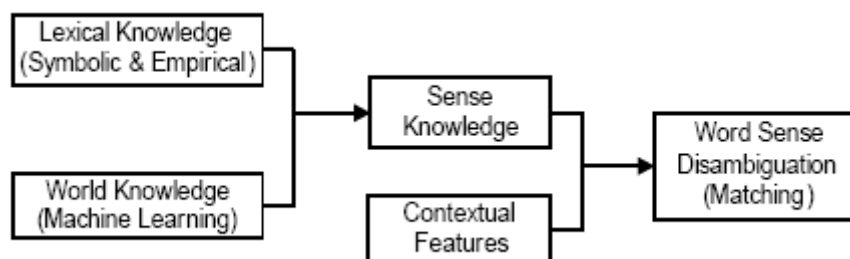 Lexical Knowledge
(Symbolic & Empirical)
World Knowledge
(Machine Learning)
Sense
Knowledge
Contextual
Features
Word Sense
Disambiguation
(Matching)